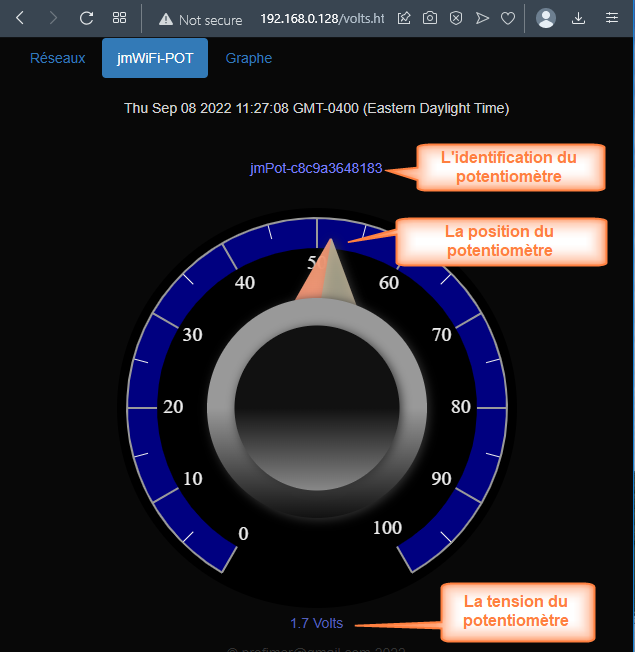 Not secure 192.168.0.128/volts.ht
Réseaux jmWiFi-POT Graphe
Thu Sep 08 2022 11:27:08 GMT-0400 (Eastern Daylight Time)
L'identification du
potentiomètre
jmPot-c8c9a3648183
La position du
potentiomètre
40
60
30
70
20
80
10
90
0
100
La tension du
potentiomètre
1.7 Volts